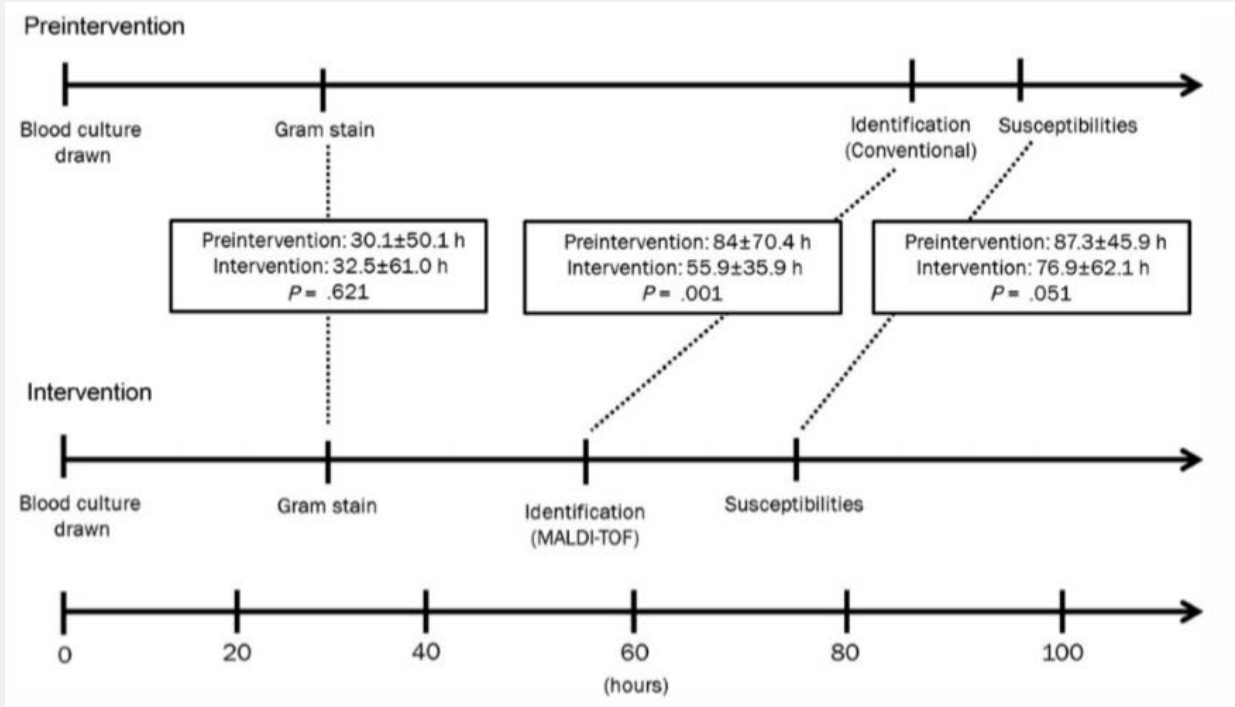 Preintervention
Blood culture
drawn
Gram stain
Identification
(Conventional)
Susceptibilities
Preintervention: 30.1±50.1 h
Intervention: 32.5±61.0 h
P= .621
Preintervention: 84±70.4 h
Intervention: 55.9±35.9 h
P= .001
Preintervention: 87.3±45.9 h
Intervention: 76.9±62.1 h
P= .051
Intervention
Blood culture
drawn
Gram stain
Identification
(MALDI-TOF)
Susceptibilities
0 20 40 60 80 100
(hours)